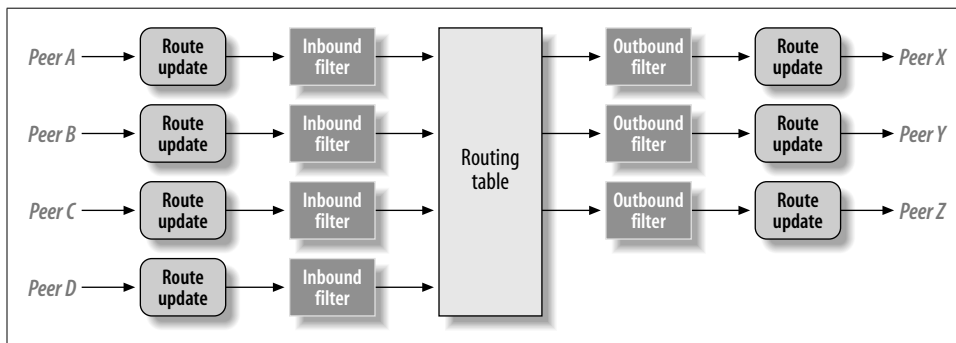 Peer A
Route
update
Inbound
filter
Outbound
filter
Route
update
Peer X
Peer B
Route
update
Inbound
filter
Outbound
filter
Route
update
Peer Y
Routing
table
Peer C
Route
update
Inbound
filter
Outbound
filter
Route
update
Peer Z
Peer D
Route
update
Inbound
filter